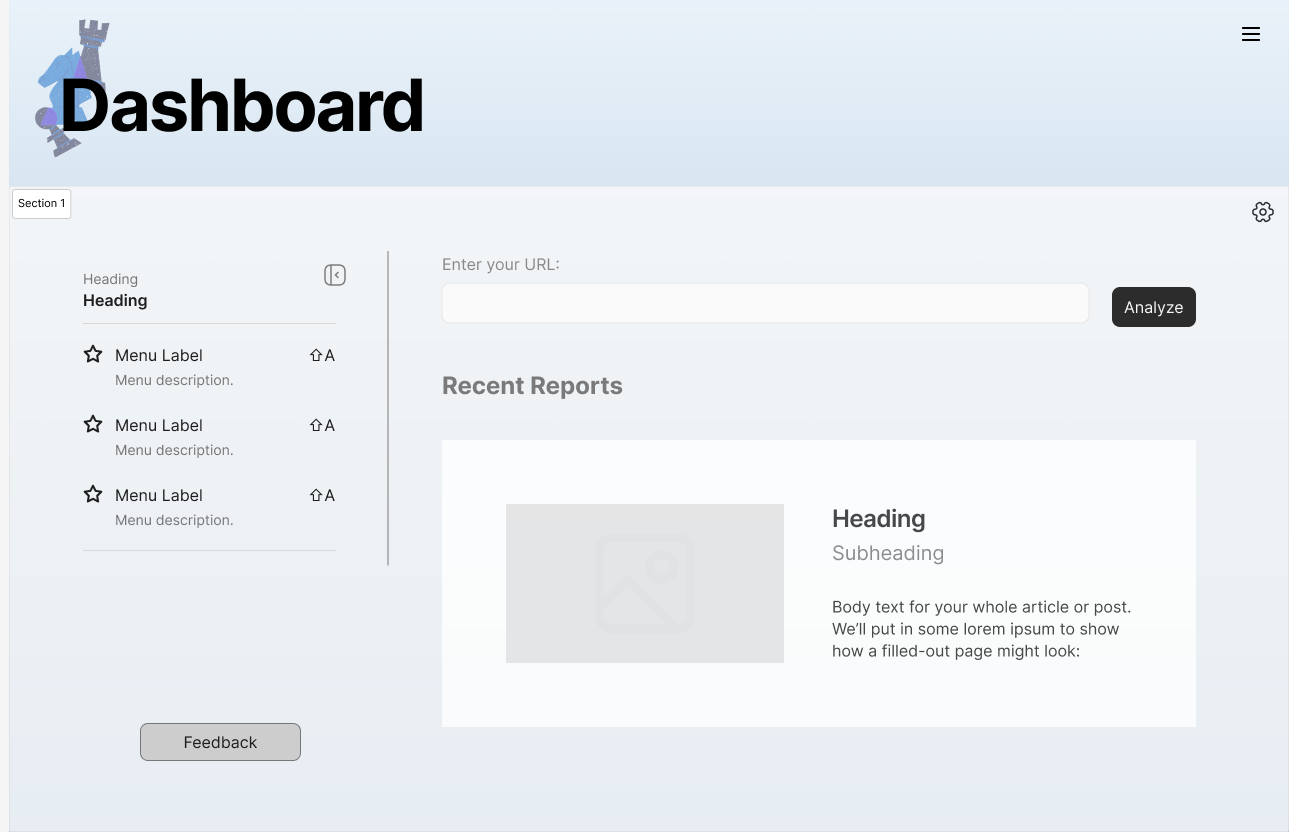 Dashboard
Section 1
Heading
Heading
Menu Label ⇧A
Menu description.
Menu Label ⇧A
Menu description.
Menu Label ⇧A
Menu description.
Feedback
Enter your URL:
Analyze
Recent Reports
Heading
Subheading
Body text for your whole article or post.
We’ll put in some lorem ipsum to show
how a filled-out page might look: